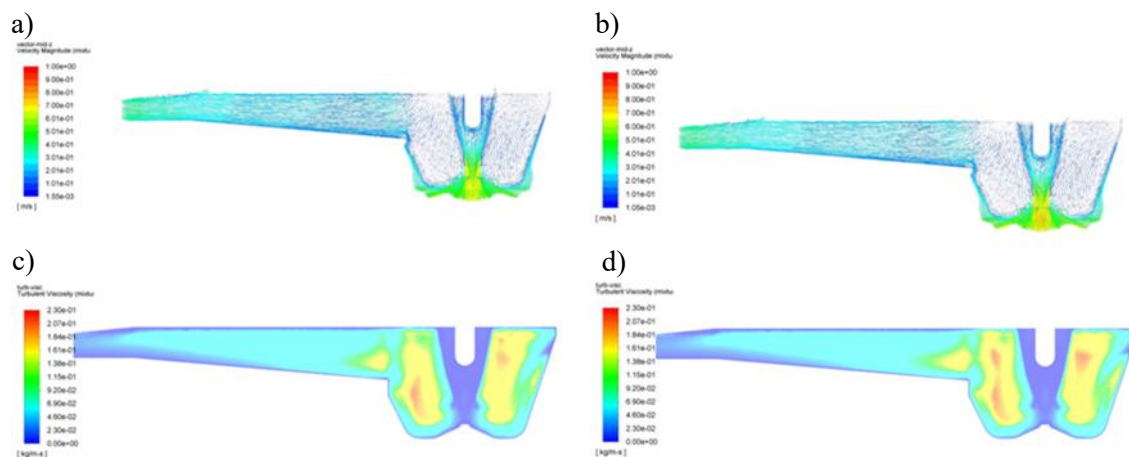 a)
vector-mid-z
Velocity Magnitude (mixtu
1.00e+00
9.00e-01
8.00e-01
7.00e-01
6.00e-01
5.01e-01
4.01e-01
3.01e-01
2.01e-01
1.01e-01
1.55e-03
[ m/s ]
b)
vector-mid-z
Velocity Magnitude (mixtu
1.00e+00
9.00e-01
8.00e-01
7.00e-01
6.00e-01
5.01e-01
4.01e-01
3.01e-01
2.01e-01
1.01e-01
1.05e-03
[ m/s ]
c)
turb-visc
Turbulent Viscosity (mixtu
2.30e-01
2.07e-01
1.84e-01
1.61e-01
1.38e-01
1.15e-01
9.20e-02
6.90e-02
4.60e-02
2.30e-02
0.00e+00
[ kg/m-s ]
d)
turb-visc
Turbulent Viscosity (mixtu
2.30e-01
2.07e-01
1.84e-01
1.61e-01
1.38e-01
1.15e-01
9.20e-02
6.90e-02
4.60e-02
2.30e-02
0.00e+00
[ kg/m-s ]